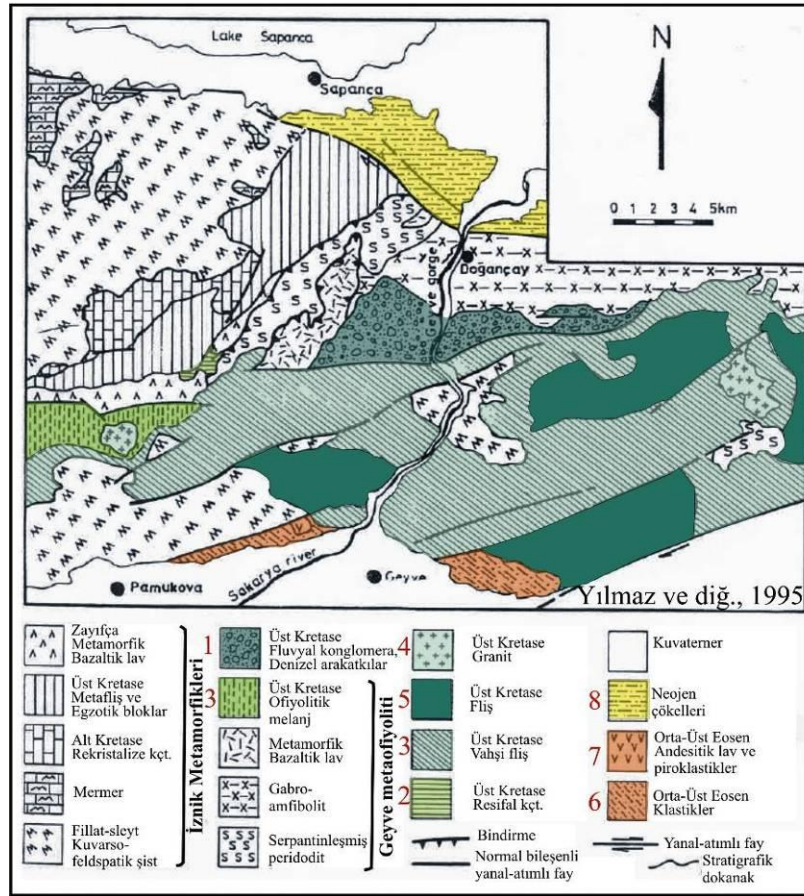 Lake Sapanca
Sapanca
N
0 1 2 3 4 5km
Geyve gorge
Doğançay
Sakarya river
Pamukova
Geyve
Yılmaz ve diğ., 1995
Zayıfça
Metamorfik
Bazaltik lav
Üst Kretase
Metafliş ve
Egzotik bloklar
Alt Kretase
Rekristalize kçt.
Mermer
Fillat-sleyt
Kuvarso-
feldspatik şist
İznik Metamorfikleri
1
Üst Kretase
Fluvyal konglomera,
Denizel arakatkılar
3
Üst Kretase
Ofiyolitik
melanj
Metamorfik
Bazaltik lav
Gabro-
amfibolit
Serpantinleşmiş
peridodit
Geyve metaofiyoliti
4
Üst Kretase
Granit
5
Üst Kretase
Fliş
3
Üst Kretase
Vahşi fliş
2
Üst Kretase
Resifal kçt.
Bindirme
Normal bileşenli
yanal-atımlı fay
Kuvaterner
8
Neojen
çökelleri
7
Orta-Üst Eosen
Andesitik lav ve
piroklastikler
6
Orta-Üst Eosen
Klastikler
Yanal-atımlı fay
Stratigrafik
dokanak